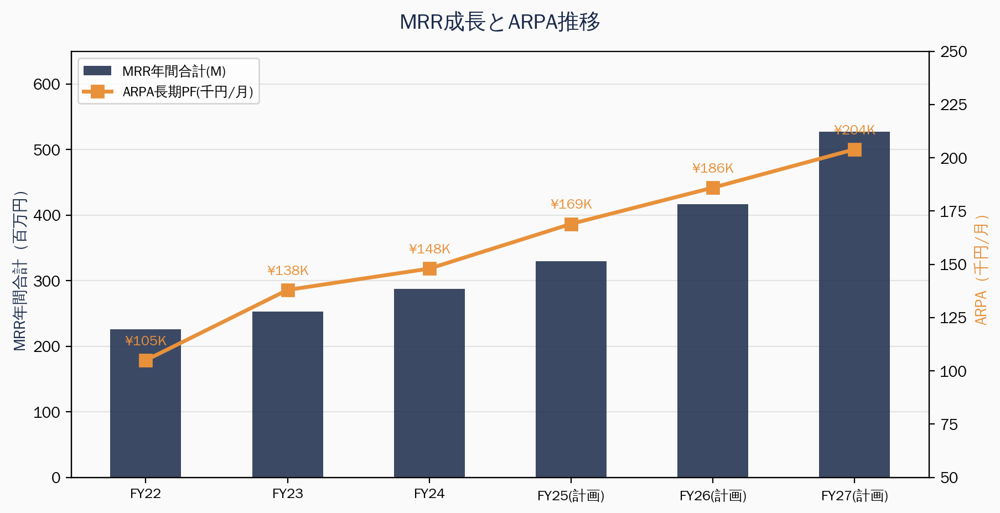 MRR成長とARPA推移
MRR年間合計(M)
ARPA長期PF(千円/月)
MRR年間合計（百万円）
600
500
400
300
200
100
0
¥105K
¥138K
¥148K
¥169K
¥186K
¥204K
250
225
200
175
150
125
100
75
50
ARPA（千円/月）
FY22
FY23
FY24
FY25(計画)
FY26(計画)
FY27(計画)